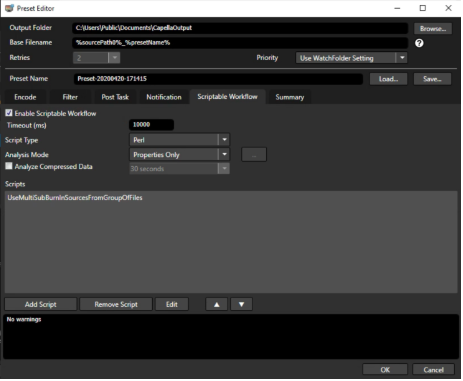 Preset Editor
Output Folder C:\Users\Public\Documents\CapellaOutput Browse...
Base Filename %sourcePath0%_%presetName% ?
Retries 2 Priority Use WatchFolder Setting
Preset Name Preset-20200420-171415 Load... Save...
Encode Filter Post Task Notification Scriptable Workflow Summary
Enable Scriptable Workflow
Timeout (ms) 10000
Script Type Perl
Analysis Mode Properties Only ...
Analyze Compressed Data 30 seconds
Scripts
UseMultiSubBurnInSourcesFromGroupOfFiles
Add Script Remove Script Edit
No warnings
OK Cancel